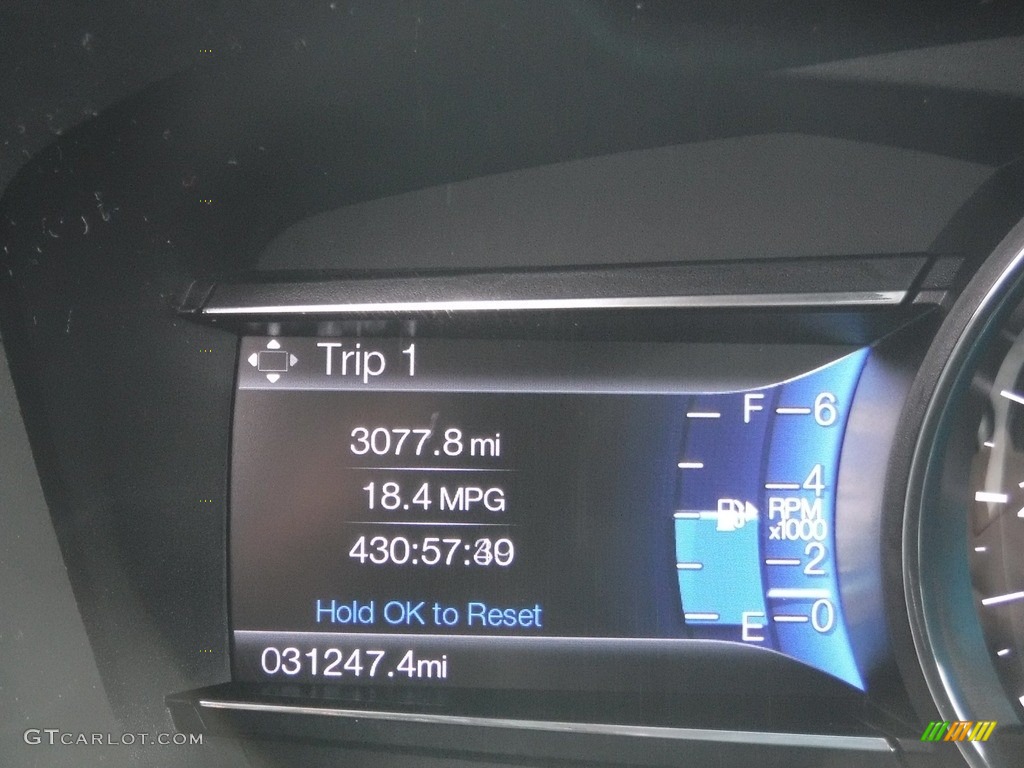 Trip 1
3077.8 mi
18.4 MPG
Hold OK to Reset
031247.4mi
F
E
6
4
RPM
x1000
2
0
GTCARLOT.COM